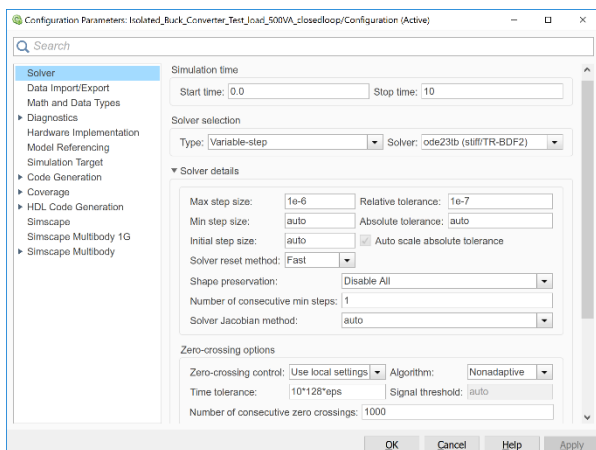 Configuration Parameters: Isolated_Buck_Converter_Test_load_500VA_closedloop/Configuration (Active)
Search
Solver
Data Import/Export
Math and Data Types
Diagnostics
Hardware Implementation
Model Referencing
Simulation Target
Code Generation
Coverage
HDL Code Generation
Simscape
Simscape Multibody 1G
Simscape Multibody
Simulation time
Start time: 0.0 Stop time: 10
Solver selection
Type: Variable-step Solver: ode23tb (stiff/TR-BDF2)
Solver details
Max step size: 1e-6 Relative tolerance: 1e-7
Min step size: auto Absolute tolerance: auto
Initial step size: auto Auto scale absolute tolerance
Solver reset method: Fast
Shape preservation: Disable All
Number of consecutive min steps: 1
Solver Jacobian method: auto
Zero-crossing options
Zero-crossing control: Use local settings Algorithm: Nonadaptive
Time tolerance: 10*128*eps Signal threshold: auto
Number of consecutive zero crossings: 1000
OK Cancel Help Apply